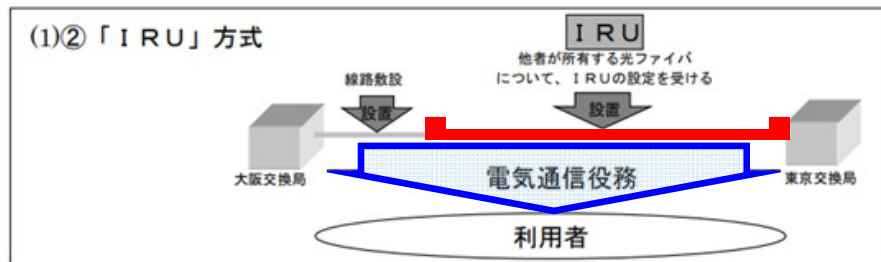 (1)②「ＩＲＵ」方式
ＩＲＵ
他者が所有する光ファイバ
について、ＩＲＵの設定を受ける
線路敷設
設置
設置
大阪交換局
東京交換局
電気通信役務
利用者